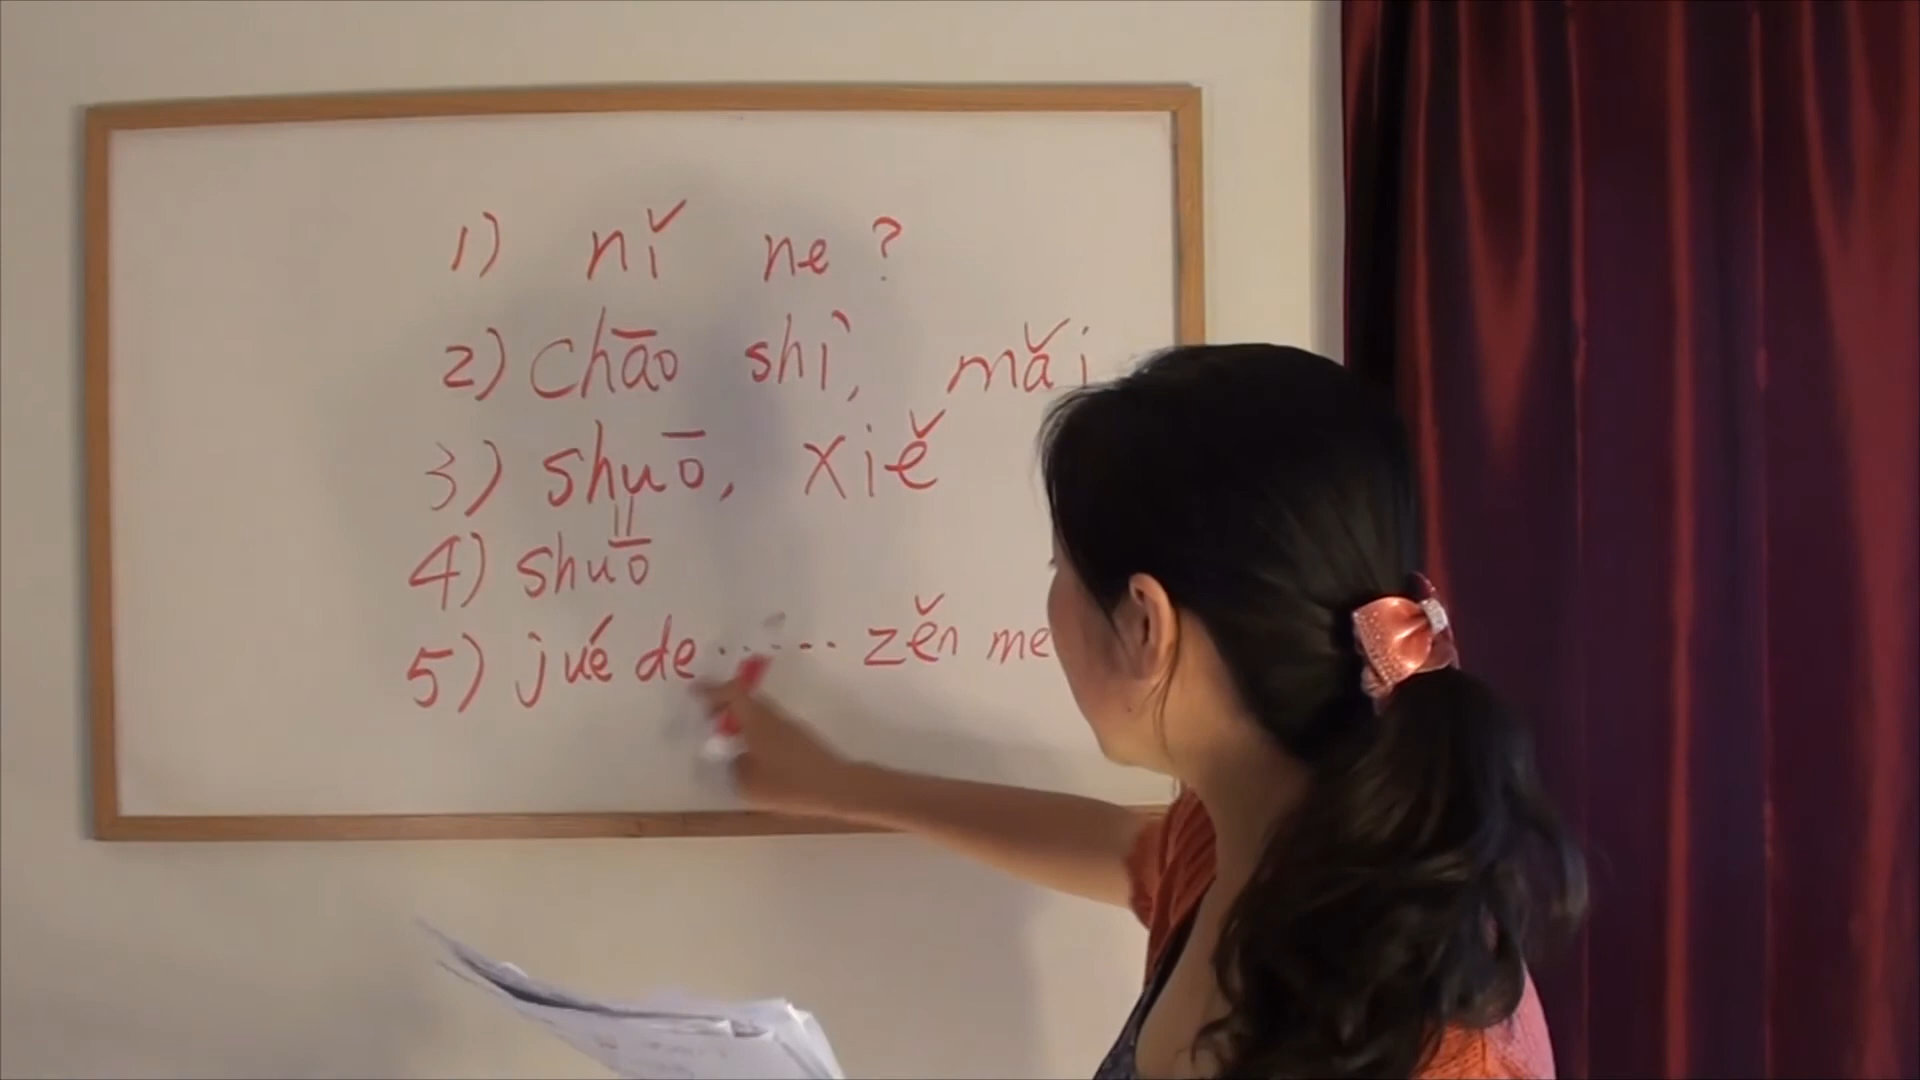 1) nǐ ne?
2) chāo shì, mǎi
3) shuō, xiě
4) shuō
5) jué de ...... zěn me